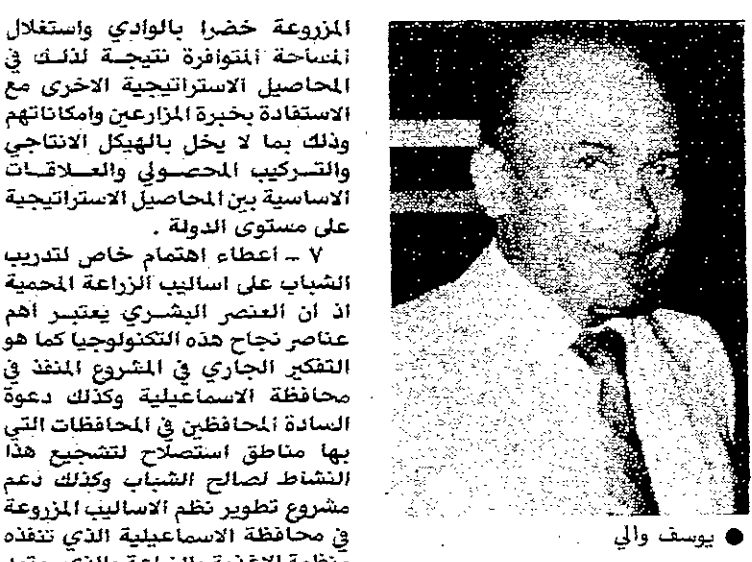 المزروعة خضرا بالوادي واستغلال
المساحة المتوافرة نتيجة لذلك في
المحاصيل الاستراتيجية الاخرى مع
الاستفادة بخبرة المزارعين وامكاناتهم
وذلك بما لا يخل بالهيكل الانتاجي
والتركيب المحصولي والعلاقات
الاساسية بين المحاصيل الاستراتيجية
على مستوى الدولة .
٧ ـ اعطاء اهتمام خاص لتدريب
الشباب على اساليب الزراعة المحمية
اذ ان العنصر البشري يعتبر اهم
عناصر نجاح هذه التكنولوجيا كما هو
التفكير الجاري في المشروع المنفذ في
محافظة الاسماعيلية وكذلك دعوة
السادة المحافظين في المحافظات التي
بها مناطق استصلاح لتشجيع هذا
النشاط لصالح الشباب وكذلك دعم
مشروع تطوير نظم الاساليب المزروعة
في محافظة الاسماعيلية الذي تنفذه
● يوسف والي